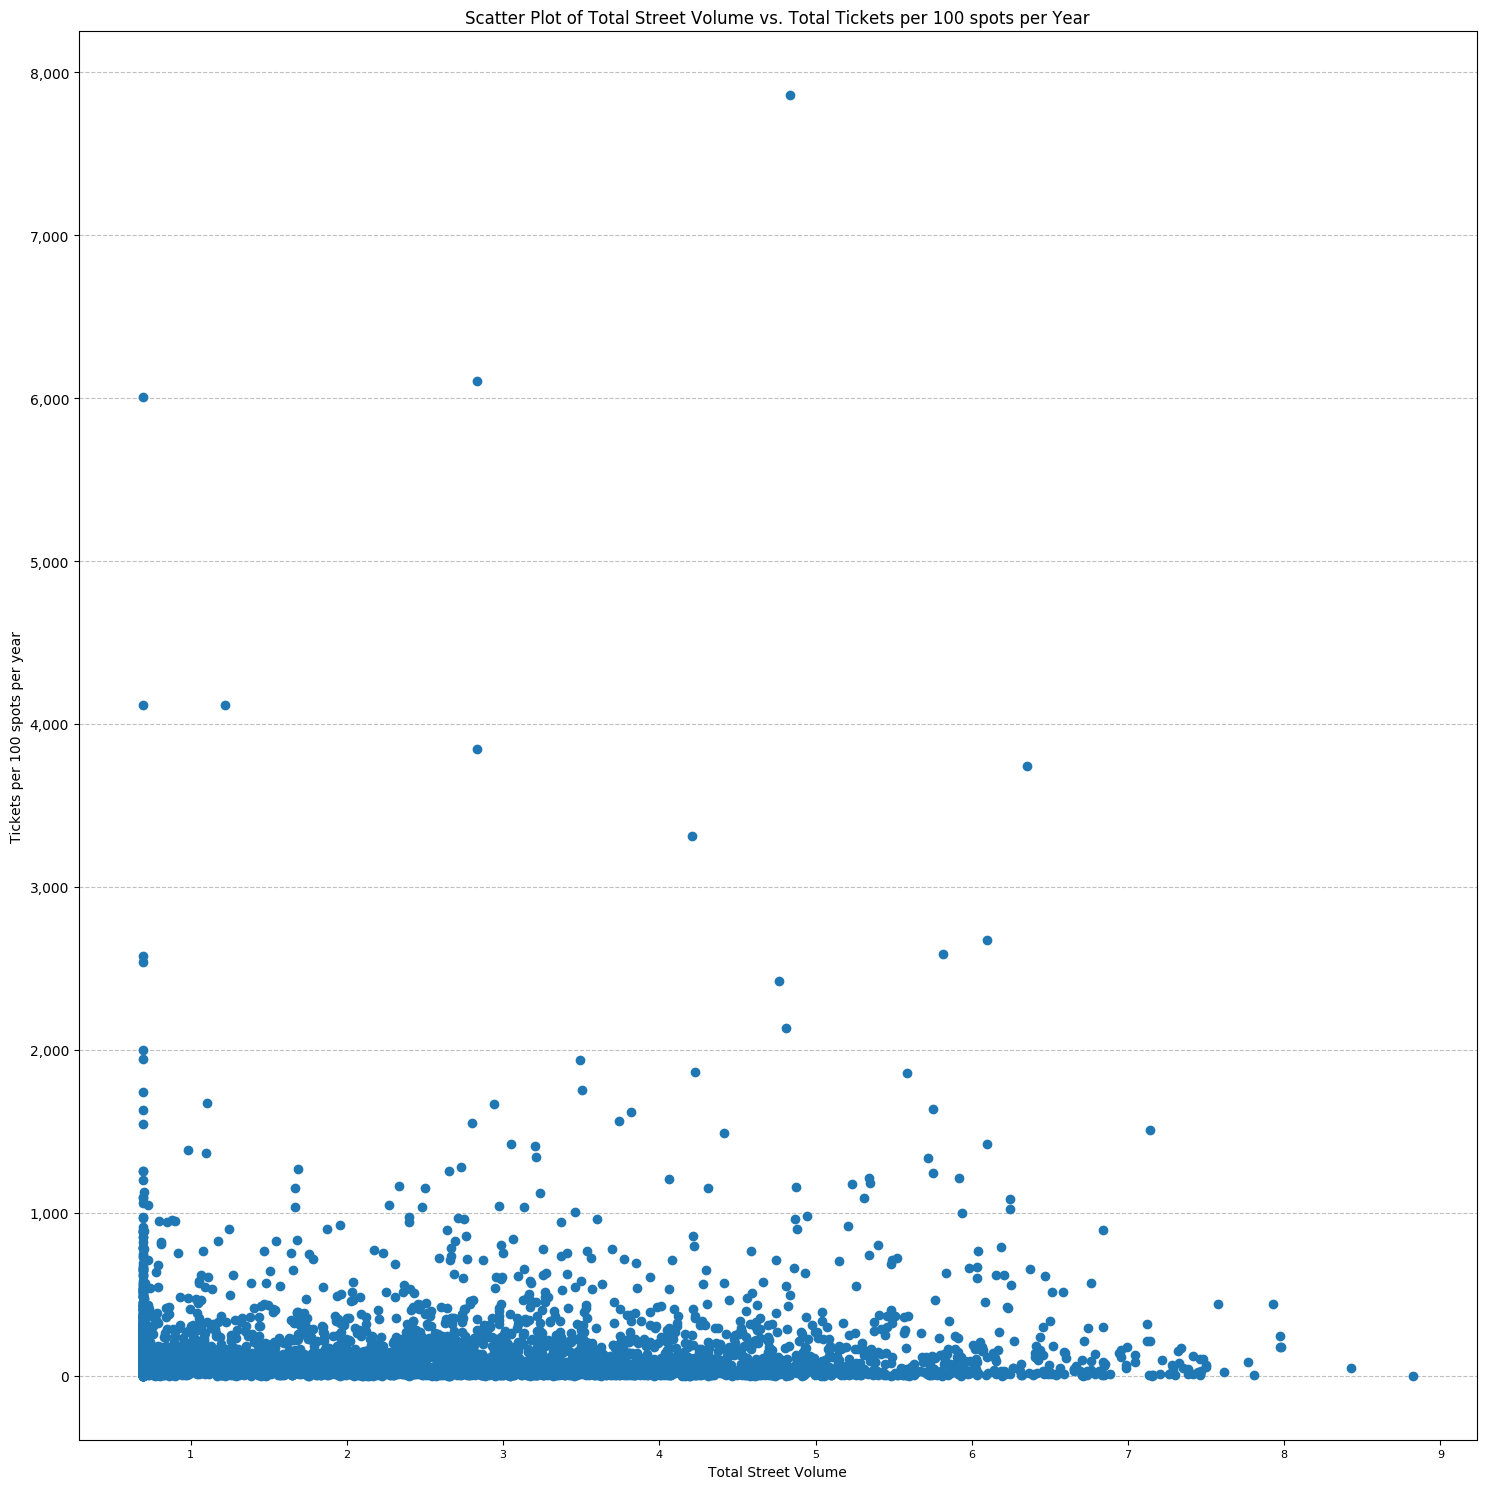 Scatter Plot of Total Street Volume vs. Total Tickets per 100 spots per Year
8,000
7,000
6,000
5,000
4,000
3,000
2,000
1,000
0
Tickets per 100 spots per year
1 2 3 4 5 6 7 8 9
Total Street Volume